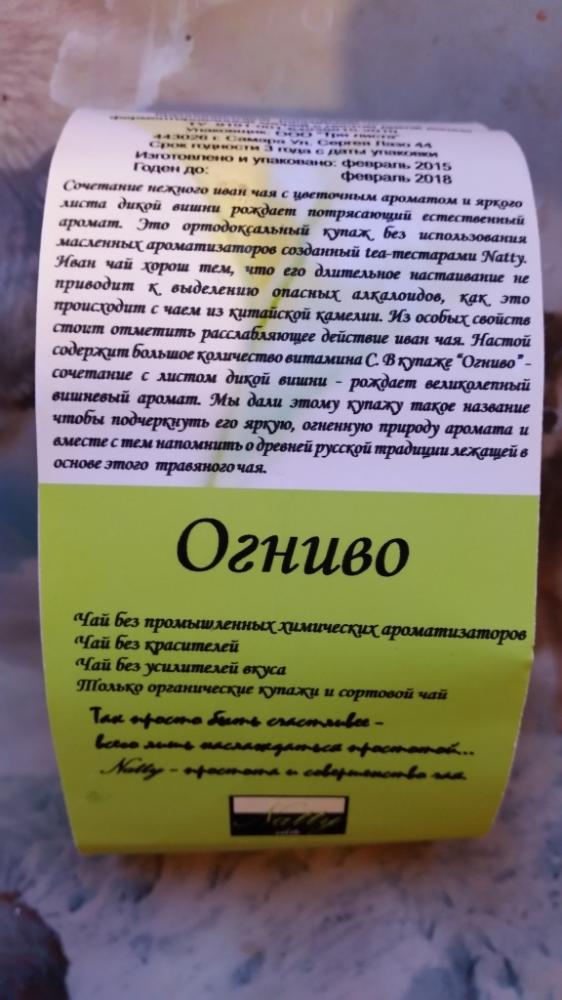 Упаковщик: ООО "Три листа"
443026 г. Самара Ул. Сергея Лазо 44
Срок годности 3 года с даты упаковки
Изготовлено и упаковано: февраль 2015
Годен до: февраль 2018
Сочетание нежного иван чая с цветочным ароматом и яркого
листа дикой вишни рождает потрясающий естественный
аромат. Это ортодоксальный купаж без использования
масленных ароматизаторов созданный tea-тестарами Natty.
Иван чай хорош тем, что его длительное настаивание не
приводит к выделению опасных алкалоидов, как это
происходит с чаем из китайской камелии. Из особых свойств
стоит отметить расслабляющее действие иван чая. Настой
содержит большое количество витамина С. В купаже "Огниво" -
сочетание с листом дикой вишни - рождает великолепный
вишневый аромат. Мы дали этому купажу такое название
чтобы подчеркнуть его яркую, огненную природу аромата и
вместе с тем напомнить о древней русской традиции лежащей в
основе этого травяного чая.
Огниво
Чай без промышленных химических ароматизаторов
Чай без красителей
Чай без усилителей вкуса
Только органические купажи и сортовой чай
Так просто быть счастливее -
всего лишь наслаждаться простотой...
Natty - простота и совершенство чая
Natty